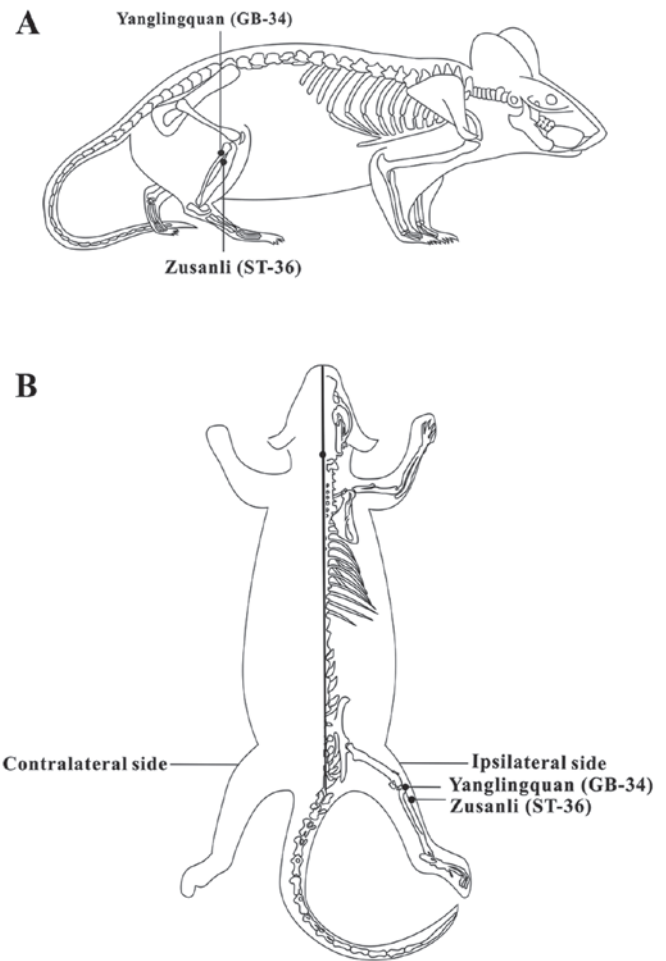 A
Yanglingquan (GB-34)
Zusanli (ST-36)
B
Contralateral side
Ipsilateral side
Yanglingquan (GB-34)
Zusanli (ST-36)